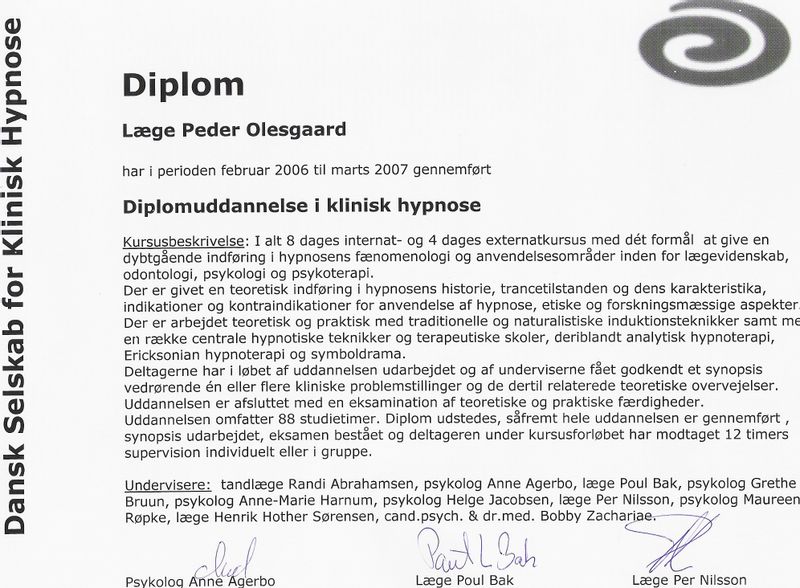 Dansk Selskab for Klinisk Hypnose
Diplom
Læge Peder Olesgaard
har i perioden februar 2006 til marts 2007 gennemført
Diplomuddannelse i klinisk hypnose
Kursusbeskrivelse: I alt 8 dages internat- og 4 dages externatkursus med dét formål at give en
dybtgående indføring i hypnosens fænomenologi og anvendelsesområder inden for lægevidenskab,
odontologi, psykologi og psykoterapi.
Der er givet en teoretisk indføring i hypnosens historie, trancetilstanden og dens karakteristika,
indikationer og kontraindikationer for anvendelse af hypnose, etiske og forskningsmæssige aspekter.
Der er arbejdet teoretisk og praktisk med traditionelle og naturalistiske induktionsteknikker samt me
en række centrale hypnotiske teknikker og terapeutiske skoler, deriblandt analytisk hypnoterapi,
Ericksonian hypnoterapi og symboldrama.
Deltagerne har i løbet af uddannelsen udarbejdet og af underviserne fået godkendt et synopsis
vedrørende én eller flere kliniske problemstillinger og de dertil relaterede teoretiske overvejelser.
Uddannelsen er afsluttet med en eksamination af teoretiske og praktiske færdigheder.
Uddannelsen omfatter 88 studietimer. Diplom udstedes, såfremt hele uddannelsen er gennemført ,
synopsis udarbejdet, eksamen bestået og deltageren under kursusforløbet har modtaget 12 timers
supervision individuelt eller i gruppe.
Undervisere: tandlæge Randi Abrahamsen, psykolog Anne Agerbo, læge Poul Bak, psykolog Grethe
Bruun, psykolog Anne-Marie Harnum, psykolog Helge Jacobsen, læge Per Nilsson, psykolog Maureen
Røpke, læge Henrik Hother Sørensen, cand.psych. & dr.med. Bobby Zachariae.
Psykolog Anne Agerbo Læge Poul Bak Læge Per Nilsson